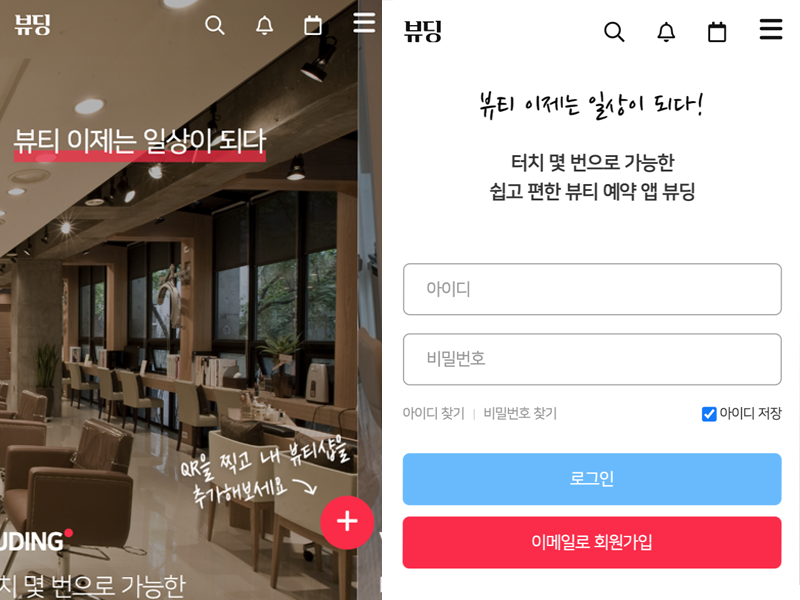 뷰딩
뷰티 이제는 일상이 되다
QR을 찍고 내 뷰티샵을
추가해보세요
UDING
치 몇 번으로 가능한
뷰딩
뷰티 이제는 일상이 되다!
터치 몇 번으로 가능한
쉽고 편한 뷰티 예약 앱 뷰딩
아이디
비밀번호
아이디 찾기 | 비밀번호 찾기
아이디 저장
로그인
이메일로 회원가입